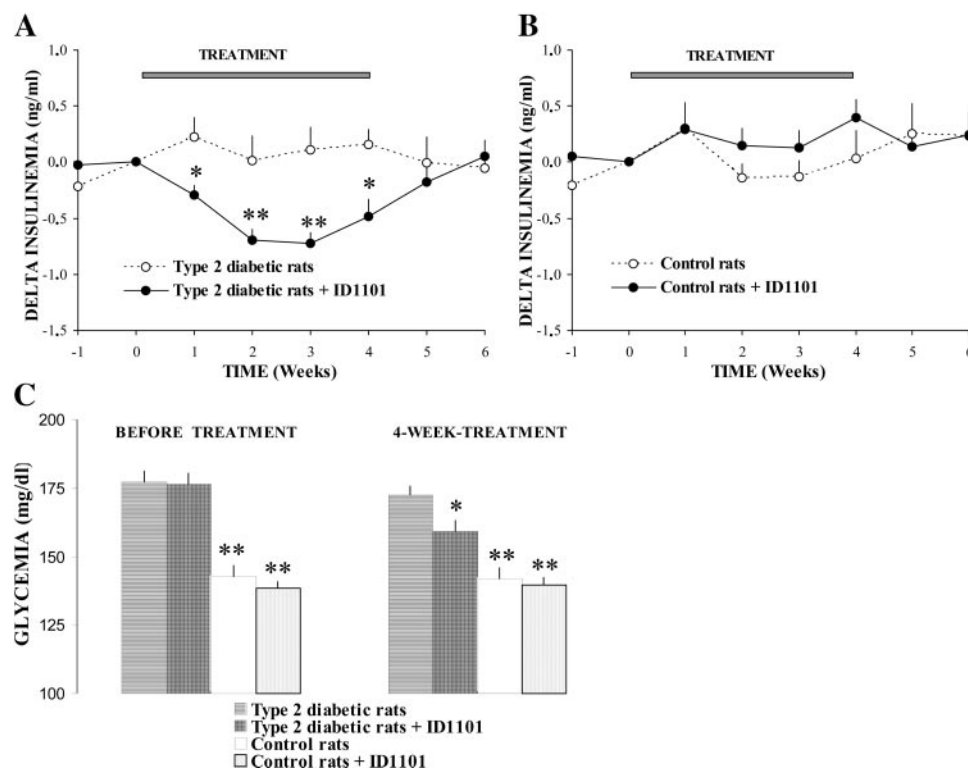 A
TREATMENT
DELTA INSULINEMIA (ng/ml)
1.0
0.5
0.0
-0.5
-1.0
-1.5
*
**
**
*
Type 2 diabetic rats
Type 2 diabetic rats + ID1101
-1 0 1 2 3 4 5 6
TIME (Weeks)
B
TREATMENT
DELTA INSULINEMIA (ng/ml)
1.0
0.5
0.0
-0.5
-1.0
-1.5
Control rats
Control rats + ID1101
-1 0 1 2 3 4 5 6
TIME (Weeks)
C
GLYCEMIA (mg/dl)
200
175
150
125
100
BEFORE TREATMENT
**
**
4-WEEK-TREATMENT
*
**
**
Type 2 diabetic rats
Type 2 diabetic rats + ID1101
Control rats
Control rats + ID1101